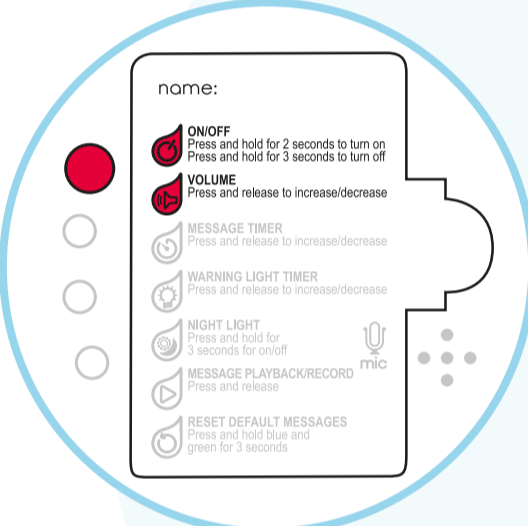 name:
ON/OFF
Press and hold for 2 seconds to turn on
Press and hold for 3 seconds to turn off
VOLUME
Press and release to increase/decrease
MESSAGE TIMER
Press and release to increase/decrease
WARNING LIGHT TIMER
Press and release to increase/decrease
NIGHT LIGHT
Press and hold for
3 seconds for on/off
mic
MESSAGE PLAYBACK/RECORD
Press and release
RESET DEFAULT MESSAGES
Press and hold blue and
green for 3 seconds